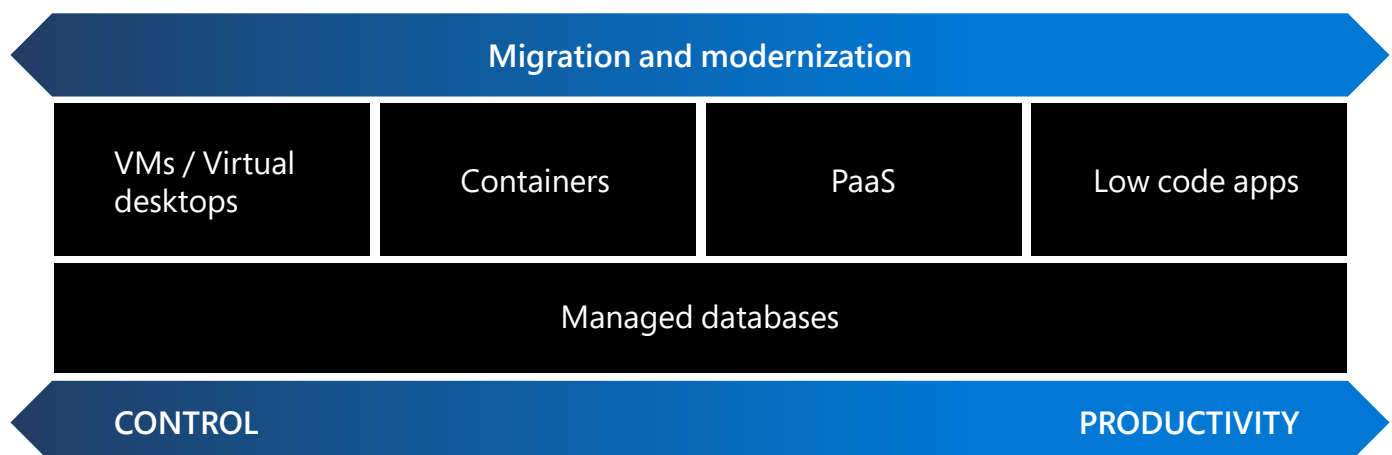 Migration and modernization
VMs / Virtual
desktops
Containers
PaaS
Low code apps
Managed databases
CONTROL
PRODUCTIVITY